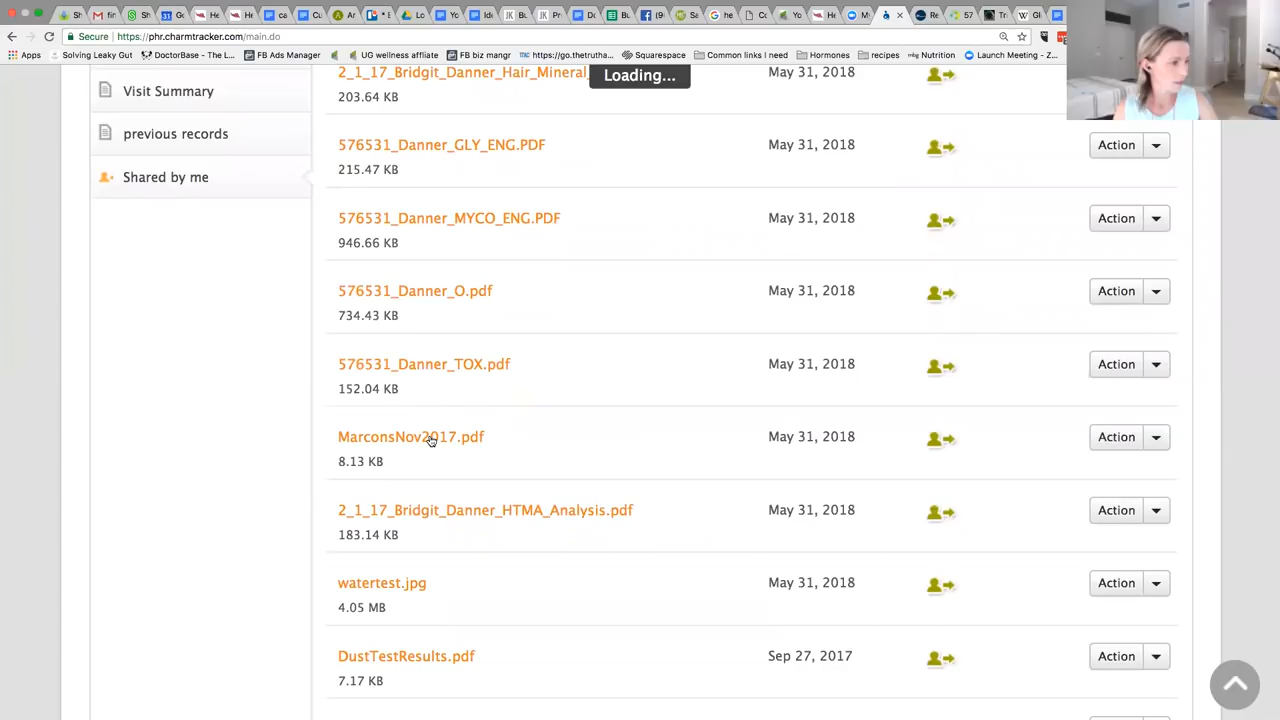 Secure https://phr.charmtracker.com/main.do
Apps Solving Leaky Gut DoctorBase - The L... FB Ads Manager UG wellness affliate FB biz mangr https://go.thetrutha... Squarespace Common links I need Hormones recipes Nutrition Launch Meeting - Z...
Loading...
2_1_17_Bridgit_Danner_Hair_Mineral_ May 31, 2018
203.64 KB
Visit Summary
previous records
Shared by me
576531_Danner_GLY_ENG.PDF May 31, 2018 Action
215.47 KB
576531_Danner_MYCO_ENG.PDF May 31, 2018 Action
946.66 KB
576531_Danner_O.pdf May 31, 2018 Action
734.43 KB
576531_Danner_TOX.pdf May 31, 2018 Action
152.04 KB
MarconsNov2017.pdf May 31, 2018 Action
8.13 KB
2_1_17_Bridgit_Danner_HTMA_Analysis.pdf May 31, 2018 Action
183.14 KB
watertest.jpg May 31, 2018 Action
4.05 MB
DustTestResults.pdf Sep 27, 2017 Action
7.17 KB